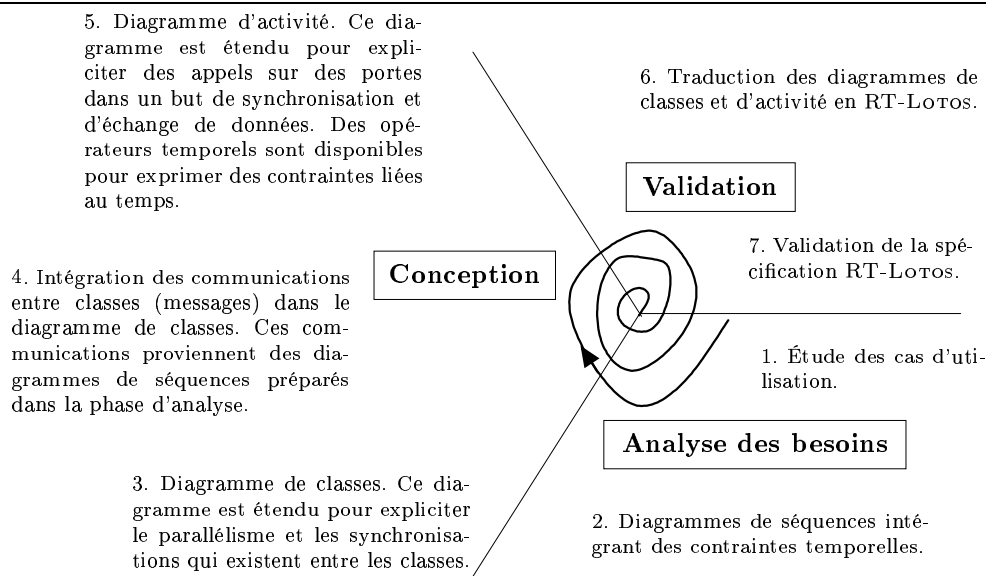 5. Diagramme d'activité. Ce dia-
gramme est étendu pour expli-
citer des appels sur des portes
dans un but de synchronisation et
d'échange de données. Des opé-
rateurs temporels sont disponibles
pour exprimer des contraintes liées
au temps.
6. Traduction des diagrammes de
classes et d'activité en RT-LOTOS.
Validation
7. Validation de la spé-
cification RT-LOTOS.
Conception
4. Intégration des communications
entre classes (messages) dans le
diagramme de classes. Ces com-
munications proviennent des dia-
grammes de séquences préparés
dans la phase d'analyse.
1. Étude des cas d'uti-
lisation.
Analyse des besoins
3. Diagramme de classes. Ce dia-
gramme est étendu pour expliciter
le parallélisme et les synchronisa-
tions qui existent entre les classes.
2. Diagrammes de séquences inté-
grant des contraintes temporelles.